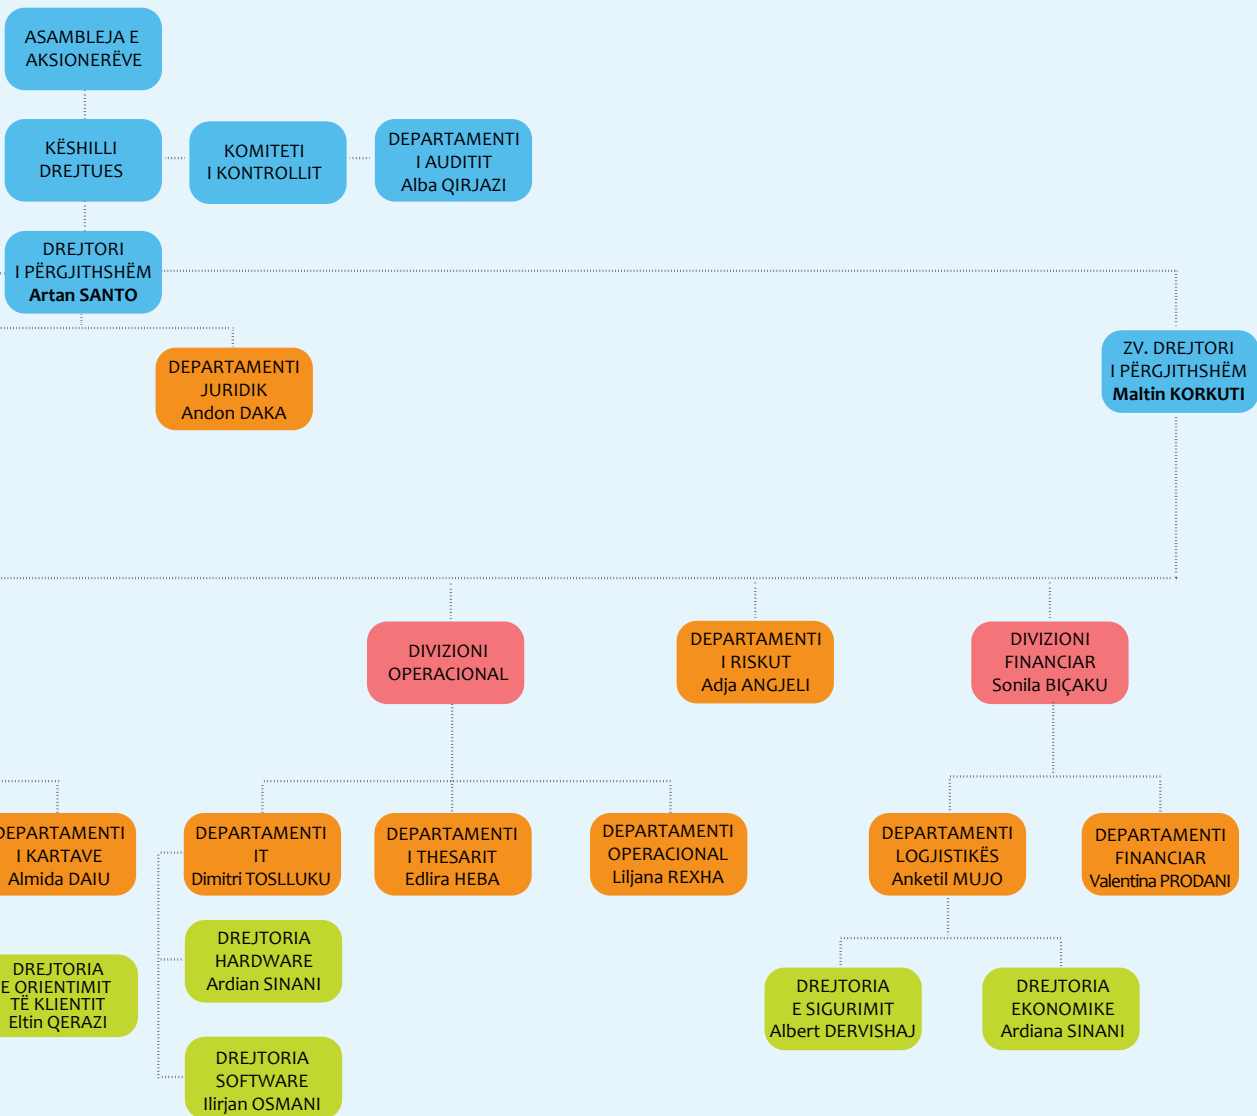 ASAMBLEJA E
AKSIONERËVE
KËSHILLI
DREJTUES
KOMITETI
I KONTROLLIT
DEPARTAMENTI
I AUDITIT
Alba QIRJAZI
DREJTORI
I PËRGJITHSHËM
Artan SANTO
DEPARTAMENTI
JURIDIK
Andon DAKA
ZV. DREJTORI
I PËRGJITHSHËM
Maltin KORKUTI
DIVIZIONI
OPERACIONAL
DEPARTAMENTI
I RISKUT
Adja ANGJELI
DIVIZIONI
FINANCIAR
Sonila BIÇAKU
DEPARTAMENTI
I KARTAVE
Almida DAIU
DEPARTAMENTI
IT
Dimitri TOSLLUKU
DEPARTAMENTI
I THESARIT
Edlira HEBA
DEPARTAMENTI
OPERACIONAL
Liljana REXHA
DEPARTAMENTI
LOGJISTIKËS
Anketil MUJO
DEPARTAMENTI
FINANCIAR
Valentina PRODANI
DREJTORIA
E ORIENTIMIT
TË KLIENTIT
Eltin QERAZI
DREJTORIA
HARDWARE
Ardian SINANI
DREJTORIA
SOFTWARE
Ilirjan OSMANI
DREJTORIA
E SIGURIMIT
Albert DERVISHAJ
DREJTORIA
EKONOMIKE
Ardiana SINANI